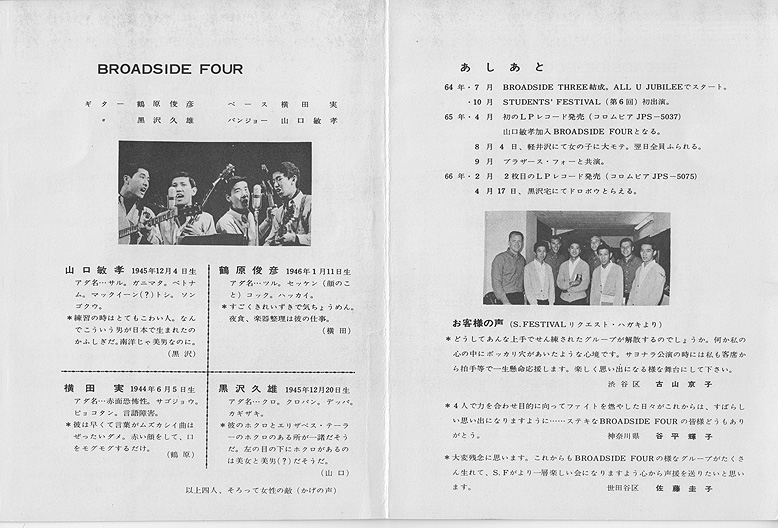 BROADSIDE FOUR
ギター 鶴原俊彦 ベース 横田 実
〃 黒沢久雄 バンジョー 山口敏孝
山口敏孝 1945年12月4日生
アダ名…サル。ガニマタ。ベトナ
ム。マックイーン(?)トシ。ソン
ゴクウ。
*練習の時はとてもこわい人。なん
でこういう男が日本で生まれたの
かふしぎだ。南洋じゃ美男なのに。
(黒沢)
鶴原俊彦 1946年1月11日生
アダ名…ツル。セッケン(顔のこ
と)コック。ハッカイ。
*すごくきれいずきで気ちょうめん。
夜食、楽器整理は彼の仕事。
(横田)
横田 実 1944年6月5日生
アダ名…赤面恐怖性。サゴジョウ。
ピョコタン。言語障害。
*彼は早くて言葉がムズカシイ曲は
ぜったいダメ。赤い顔をして、口
をモグモグするだけ。
(鶴原)
黒沢久雄 1945年12月20日生
アダ名…クロ。クロパン。デッパ。
カギザキ。
*彼のホクロとエリザベス・テーラ
ーのホクロのある所が一緒だそう
だ。左の目の下にホクロがあるの
は美女と美男(?)だそうだ。
(山口)
以上四人、そろって女性の敵(かげの声)
あしあと
64年・7月 BROADSIDE THREE結成。ALL U JUBILEEでスタート。
・10月 STUDENTS' FESTIVAL(第6回)初出演。
65年・4月 初のLPレコード発売(コロムビア JPS-5037)
山口敏孝加入BROADSIDE FOURとなる。
8月4日、軽井沢にて女の子に大モテ。翌日全員ふられる。
9月 ブラザース・フォーと共演。
66年・2月 2枚目のLPレコード発売(コロムビア JPS-5075)
4月17日、黒沢宅にてドロボウとらえる。
お客様の声(S.FESTIVALリクエスト・ハガキより)
*どうしてあんな上手でせん練されたグループが解散するのでしょうか。何か私の
心の中にポッカリ穴があいたような心境です。サヨナラ公演の時には私も客席か
ら拍手等で一生懸命応援します。楽しく思い出になる様な舞台にして下さい。
渋谷区 古山京子
*4人で力を合わせ目的に向ってファイトを燃やした日々がこれからは、すばらし
い思い出になりますように……ステキなBROADSIDE FOURの皆様どうもあり
がとう。 神奈川県 谷平輝子
*大変残念に思います。これからもBROADSIDE FOURの様なグループがたくさ
ん生れて、S.Fがより一層楽しい会になりますよう心から声援を送りたいと思い
ます。 世田谷区 佐藤圭子